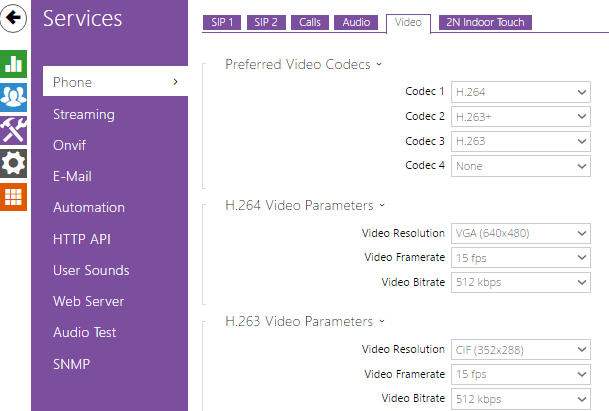 Services
Phone
Streaming
Onvif
E-Mail
Automation
HTTP API
User Sounds
Web Server
Audio Test
SNMP
SIP 1 SIP 2 Calls Audio Video 2N Indoor Touch
Preferred Video Codecs
Codec 1 H.264
Codec 2 H.263+
Codec 3 H.263
Codec 4 None
H.264 Video Parameters
Video Resolution VGA (640x480)
Video Framerate 15 fps
Video Bitrate 512 kbps
H.263 Video Parameters
Video Resolution CIF (352x288)
Video Framerate 15 fps
Video Bitrate 512 kbps